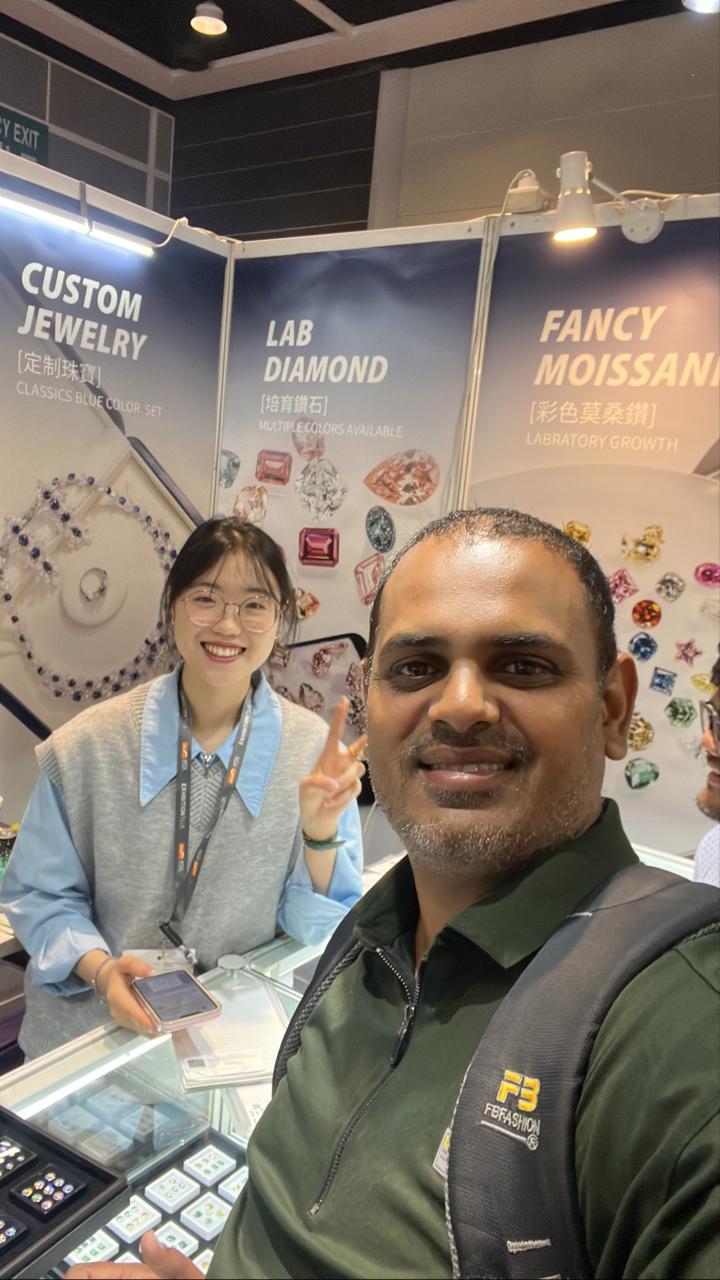 CY EXIT
CUSTOM
JEWELRY
[定制珠寶]
CLASSICS BLUE COLOR SET
LAB
DIAMOND
[培育鑽石]
MULTIPLE COLORS AVAILABLE
FANCY
MOISSANI
[彩色莫桑鑽]
LABRATORY GROWTH
FB
FBFASHION
®